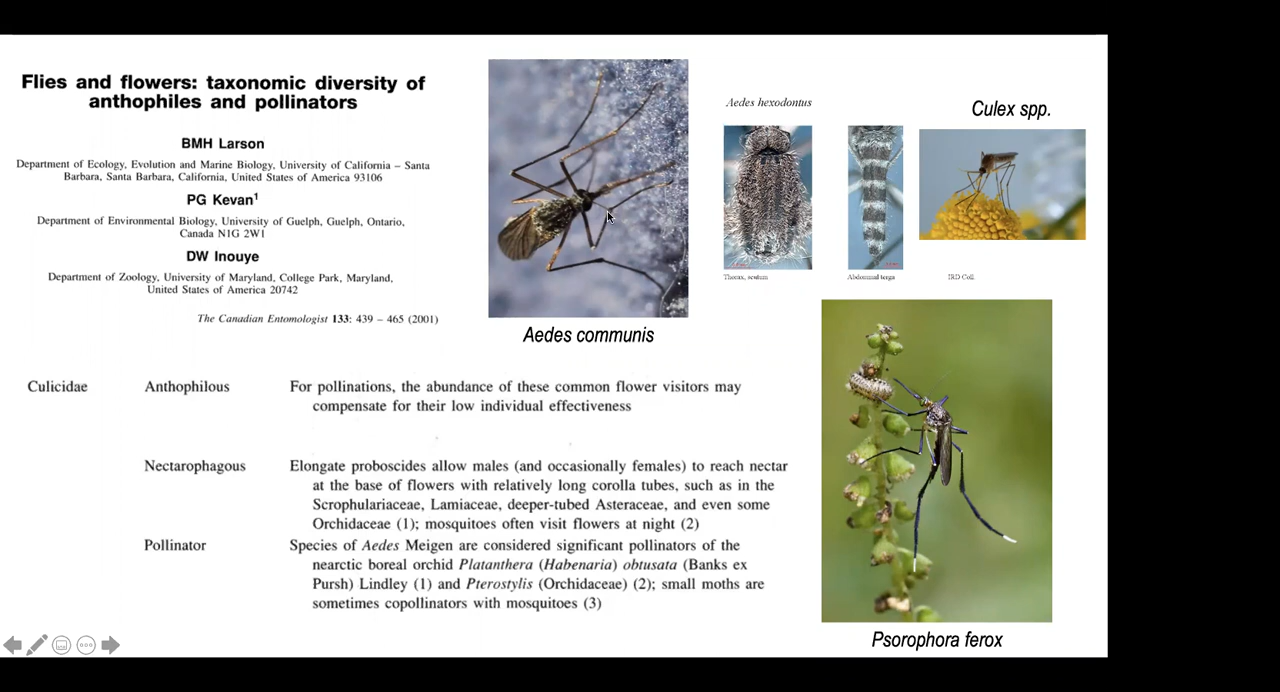 Flies and flowers: taxonomic diversity of
anthophiles and pollinators
BMH Larson
Department of Ecology, Evolution and Marine Biology, University of California – Santa
Barbara, Santa Barbara, California, United States of America 93106
PG Kevan¹
Department of Environmental Biology, University of Guelph, Guelph, Ontario,
Canada N1G 2W1
DW Inouye
Department of Zoology, University of Maryland, College Park, Maryland,
United States of America 20742
The Canadian Entomologist 133: 439 – 465 (2001)
Aedes communis
Aedes hexodontus
Thorax, scutum
Abdominal terga
IRD Coll.
Culex spp.
Culicidae Anthophilous For pollinations, the abundance of these common flower visitors may
compensate for their low individual effectiveness
Nectarophagous Elongate proboscides allow males (and occasionally females) to reach nectar
at the base of flowers with relatively long corolla tubes, such as in the
Scrophulariaceae, Lamiaceae, deeper-tubed Asteraceae, and even some
Orchidaceae (1); mosquitoes often visit flowers at night (2)
Pollinator Species of Aedes Meigen are considered significant pollinators of the
nearctic boreal orchid Platanthera (Habenaria) obtusata (Banks ex
Pursh) Lindley (1) and Pterostylis (Orchidaceae) (2); small moths are
sometimes copollinators with mosquitoes (3)
Psorophora ferox